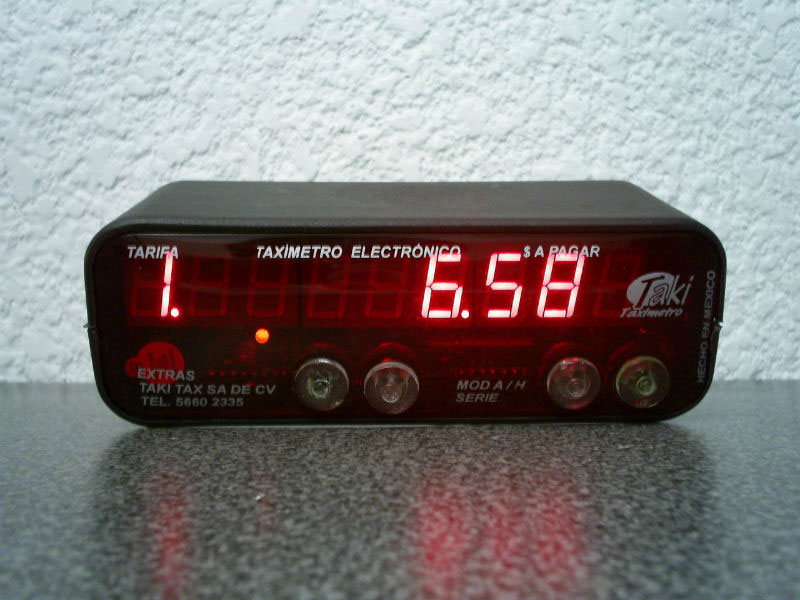 TARIFA TAXÍMETRO ELECTRÓNICO $ A PAGAR
1. 6.58
Taki
Taximetro
HECHO EN MEXICO
EXTRAS
TAKI TAX SA DE CV
TEL. 5660 2335
MOD A / H
SERIE